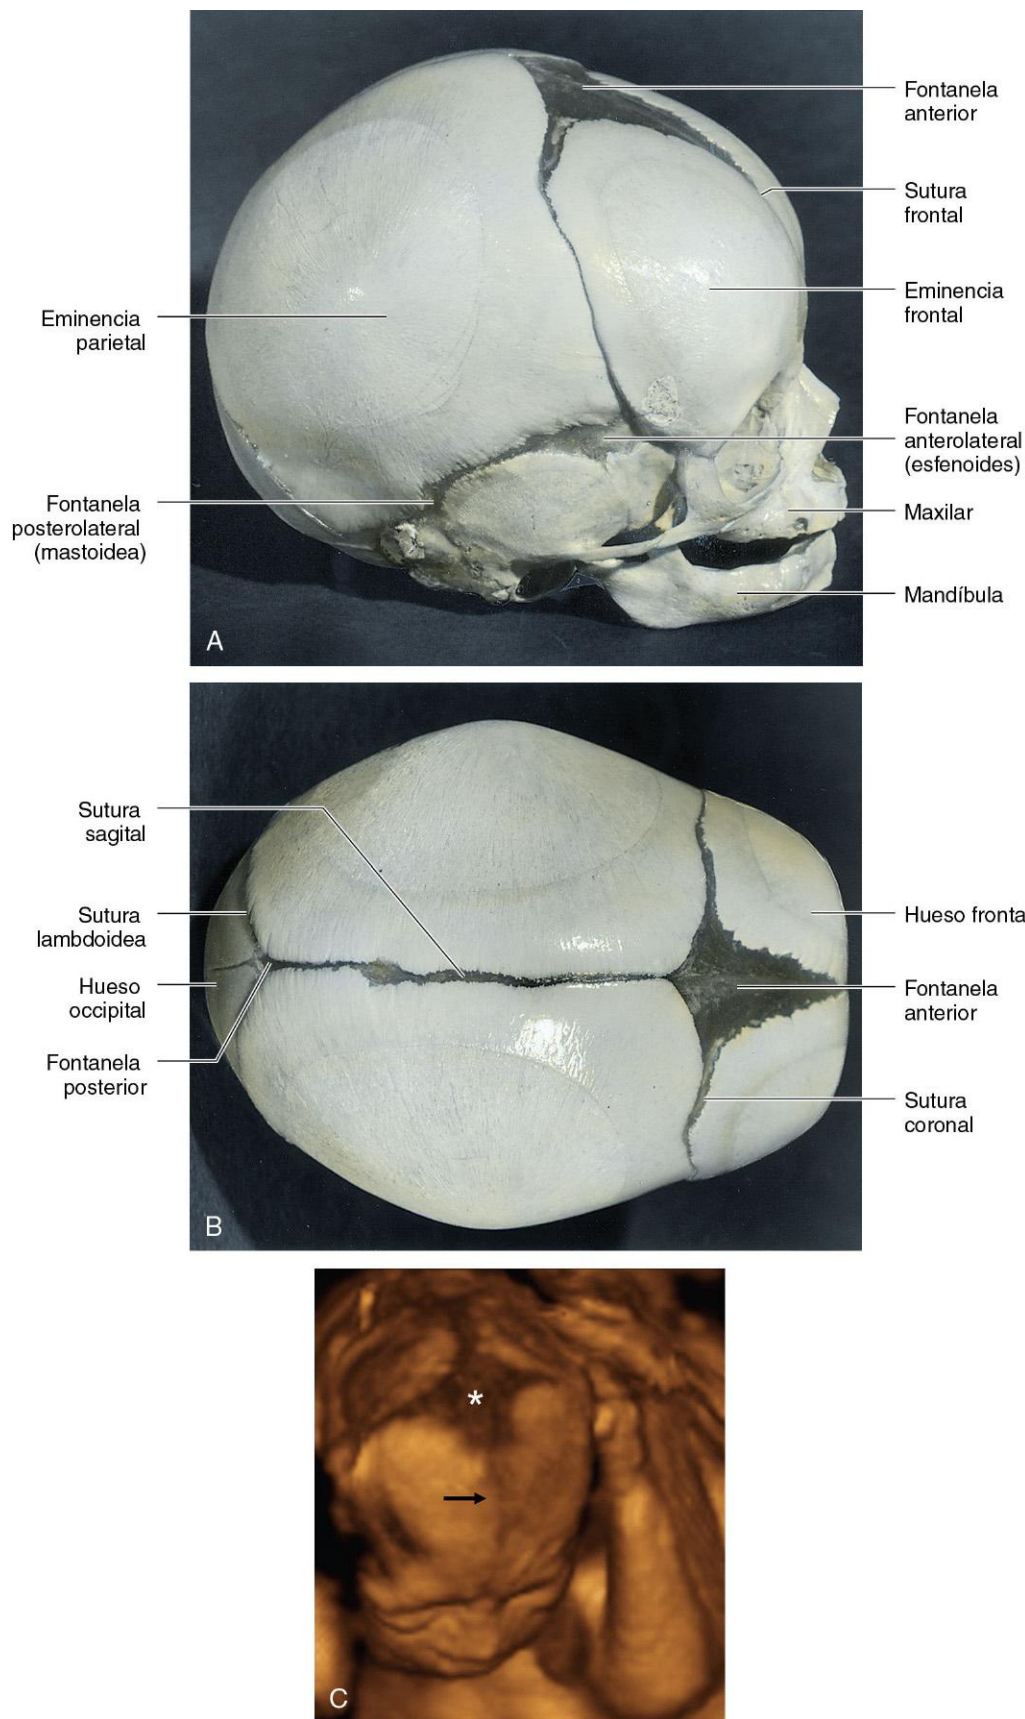 Fontanela
anterior
Sutura
frontal
Eminencia
parietal
Eminencia
frontal
Fontanela
anterolateral
(esfenoides)
Fontanela
posterolateral
(mastoidea)
Maxilar
Mandíbula
A
Sutura
sagital
Sutura
lambdoidea
Hueso fronta
Hueso
occipital
Fontanela
anterior
Fontanela
posterior
Sutura
coronal
B
*
C